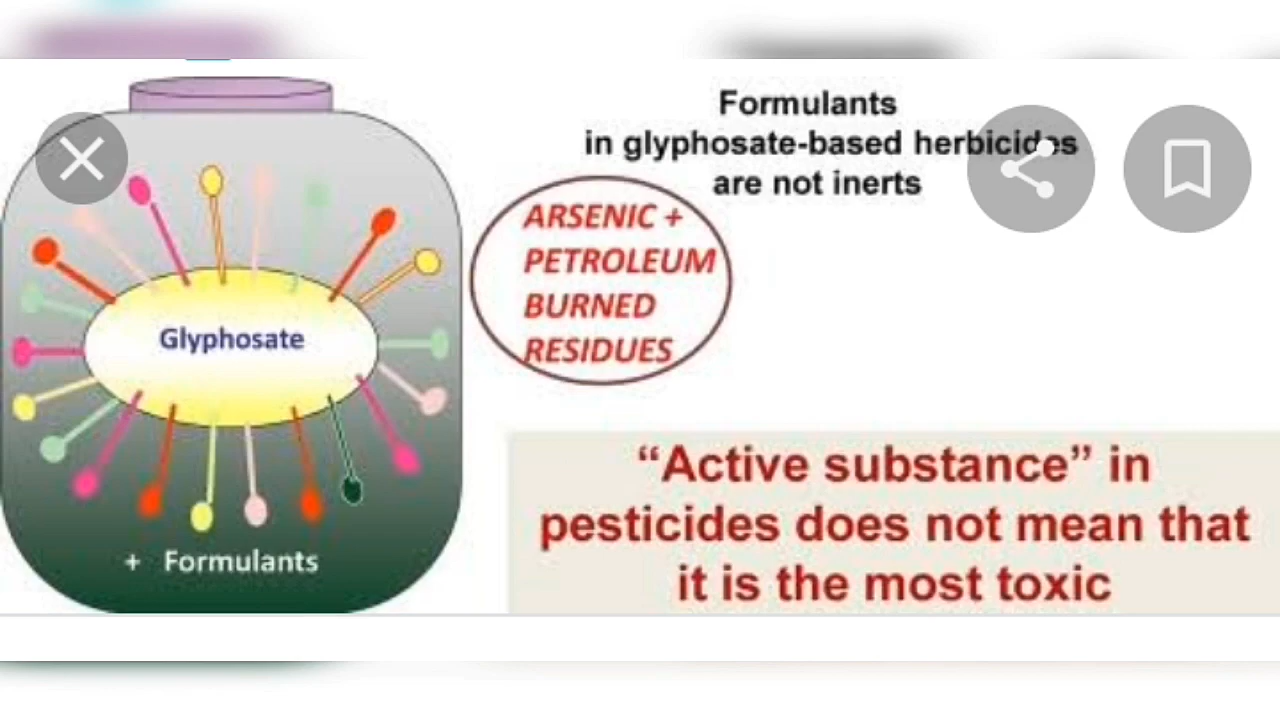 Formulants
in glyphosate-based herbicides
are not inerts
ARSENIC +
PETROLEUM
BURNED
RESIDUES
Glyphosate
+ Formulants
“Active substance” in
pesticides does not mean that
it is the most toxic